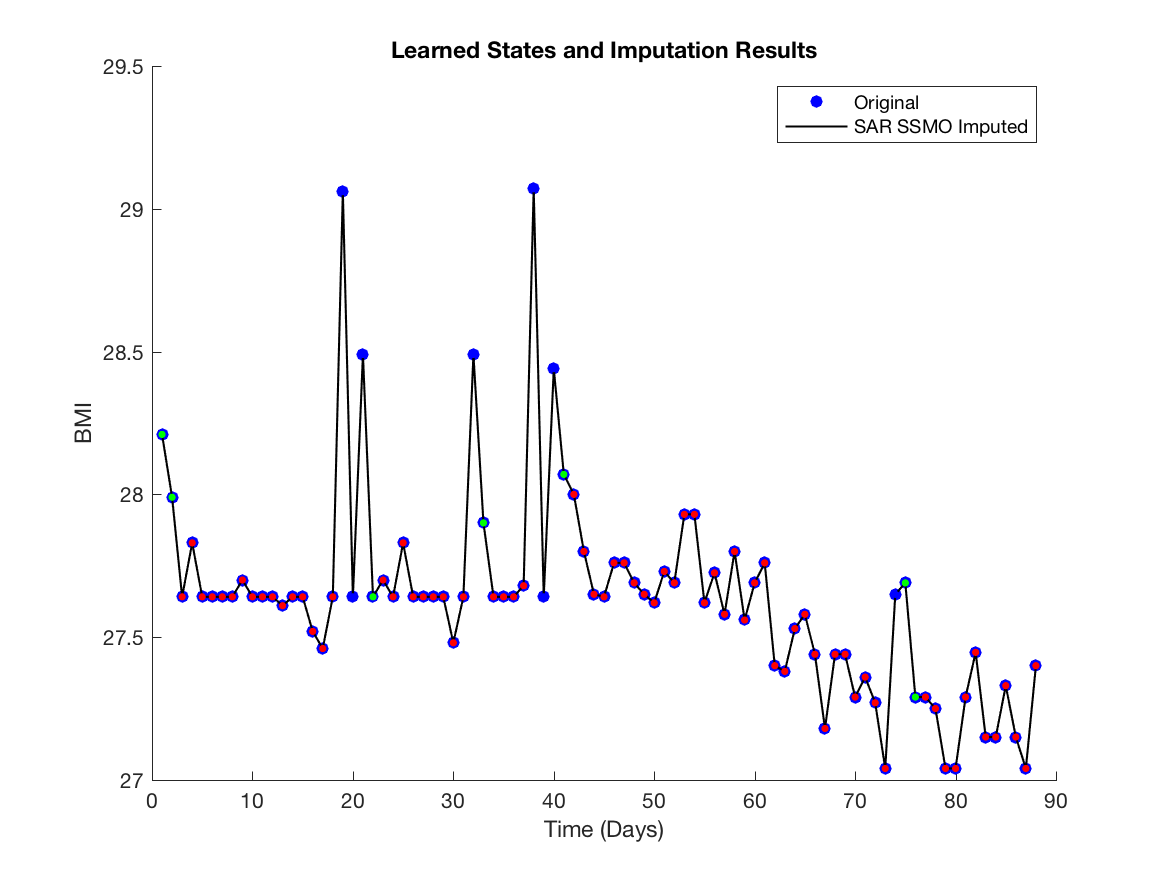 Learned States and Imputation Results
29.5
29
28.5
28
27.5
27
BMI
Original
SAR SSMO Imputed
0 10 20 30 40 50 60 70 80 90
Time (Days)